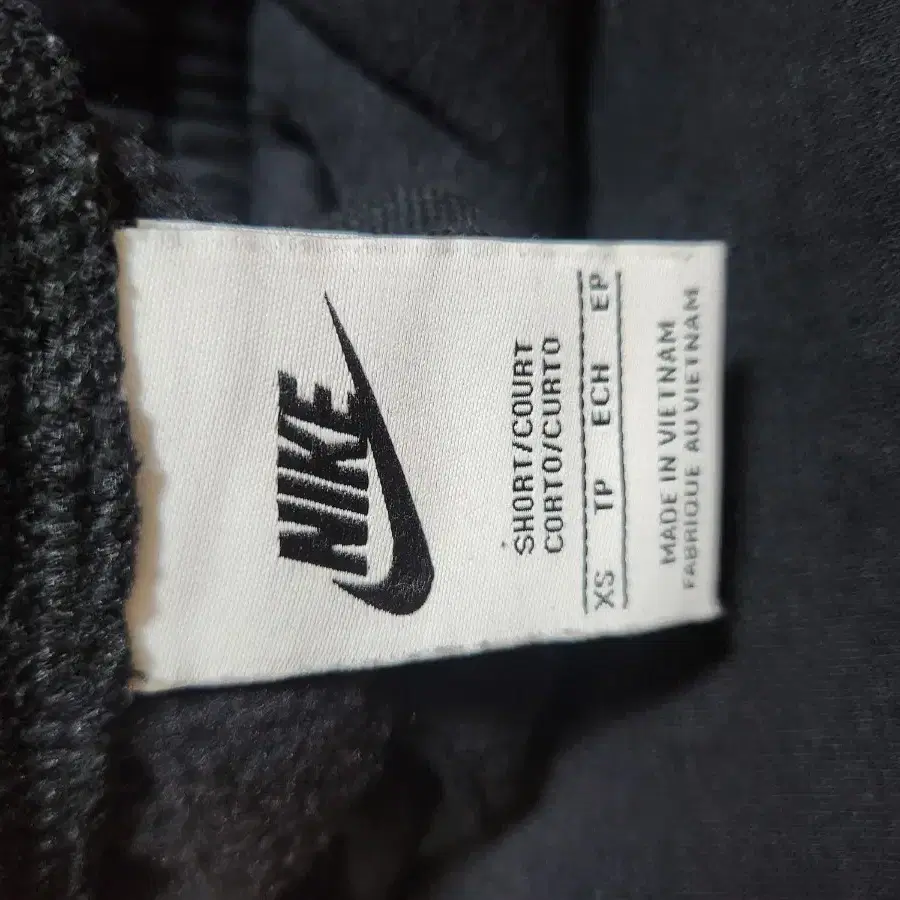 NIKE
SHORT/COURT
CORTO/CURTO
XS TP ECH EP
MADE IN VIETNAM
FABRIQUE AU VIETNAM